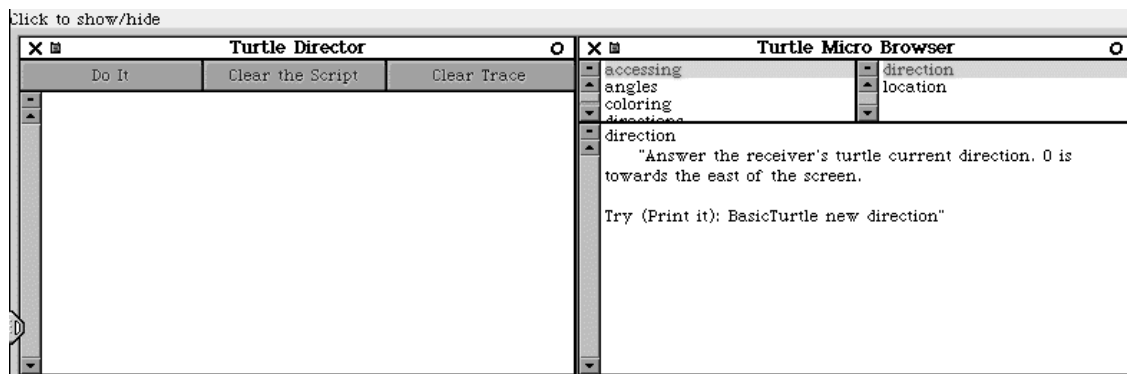 Click to show/hide
Turtle Director
Do It
Clear the Script
Clear Trace
Turtle Micro Browser
accessing
angles
coloring
directions
direction
location
direction
"Answer the receiver's turtle current direction. 0 is
towards the east of the screen.
Try (Print it): BasicTurtle new direction"